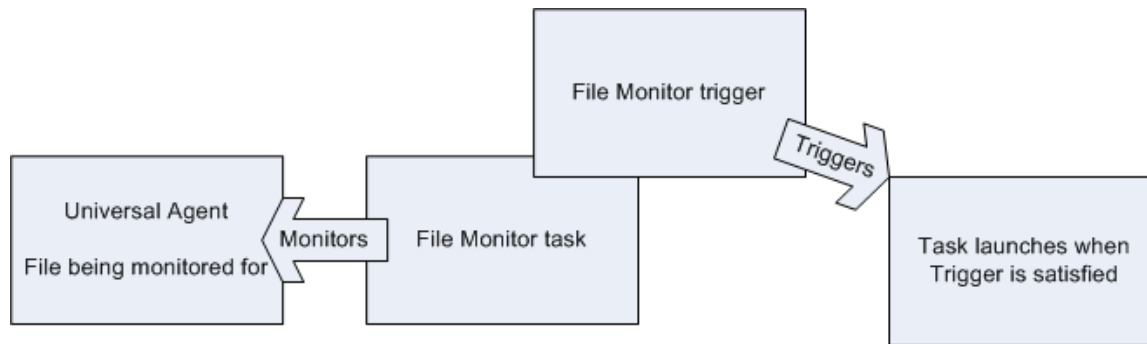 File Monitor trigger
Triggers
Universal Agent
File being monitored for
Monitors
File Monitor task
Task launches when
Trigger is satisfied